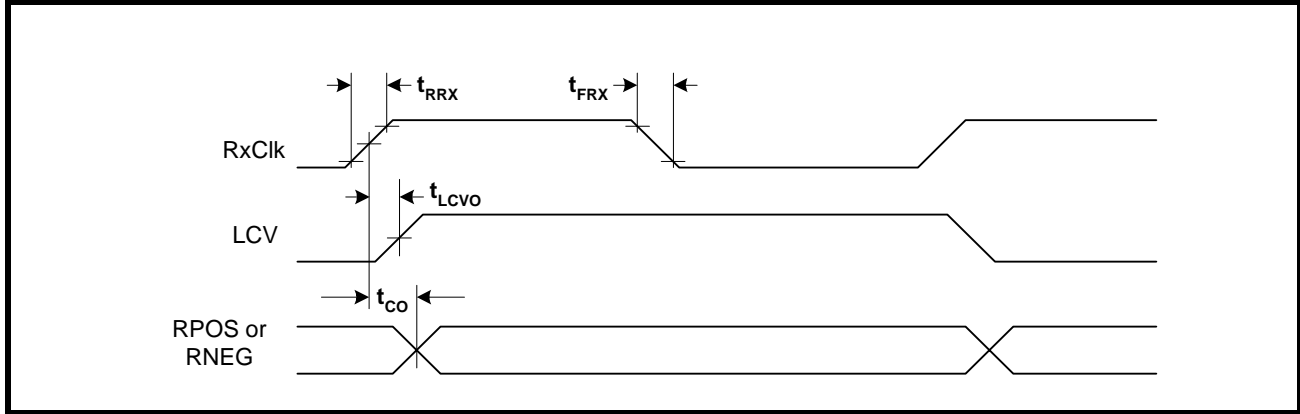 tRRX
tFRX
RxClk
tLCVO
LCV
tCO
RPOS or
RNEG